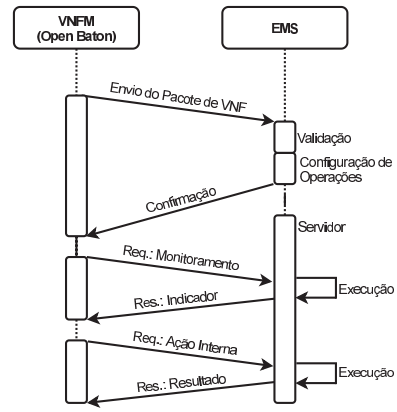 VNFM
(Open Baton)
EMS
Envio do Pacote de VNF
Validação
Configuração de
Operações
Confirmação
Servidor
Req.: Monitoramento
Execução
Res.: Indicador
Req.: Ação Interna
Execução
Res.: Resultado